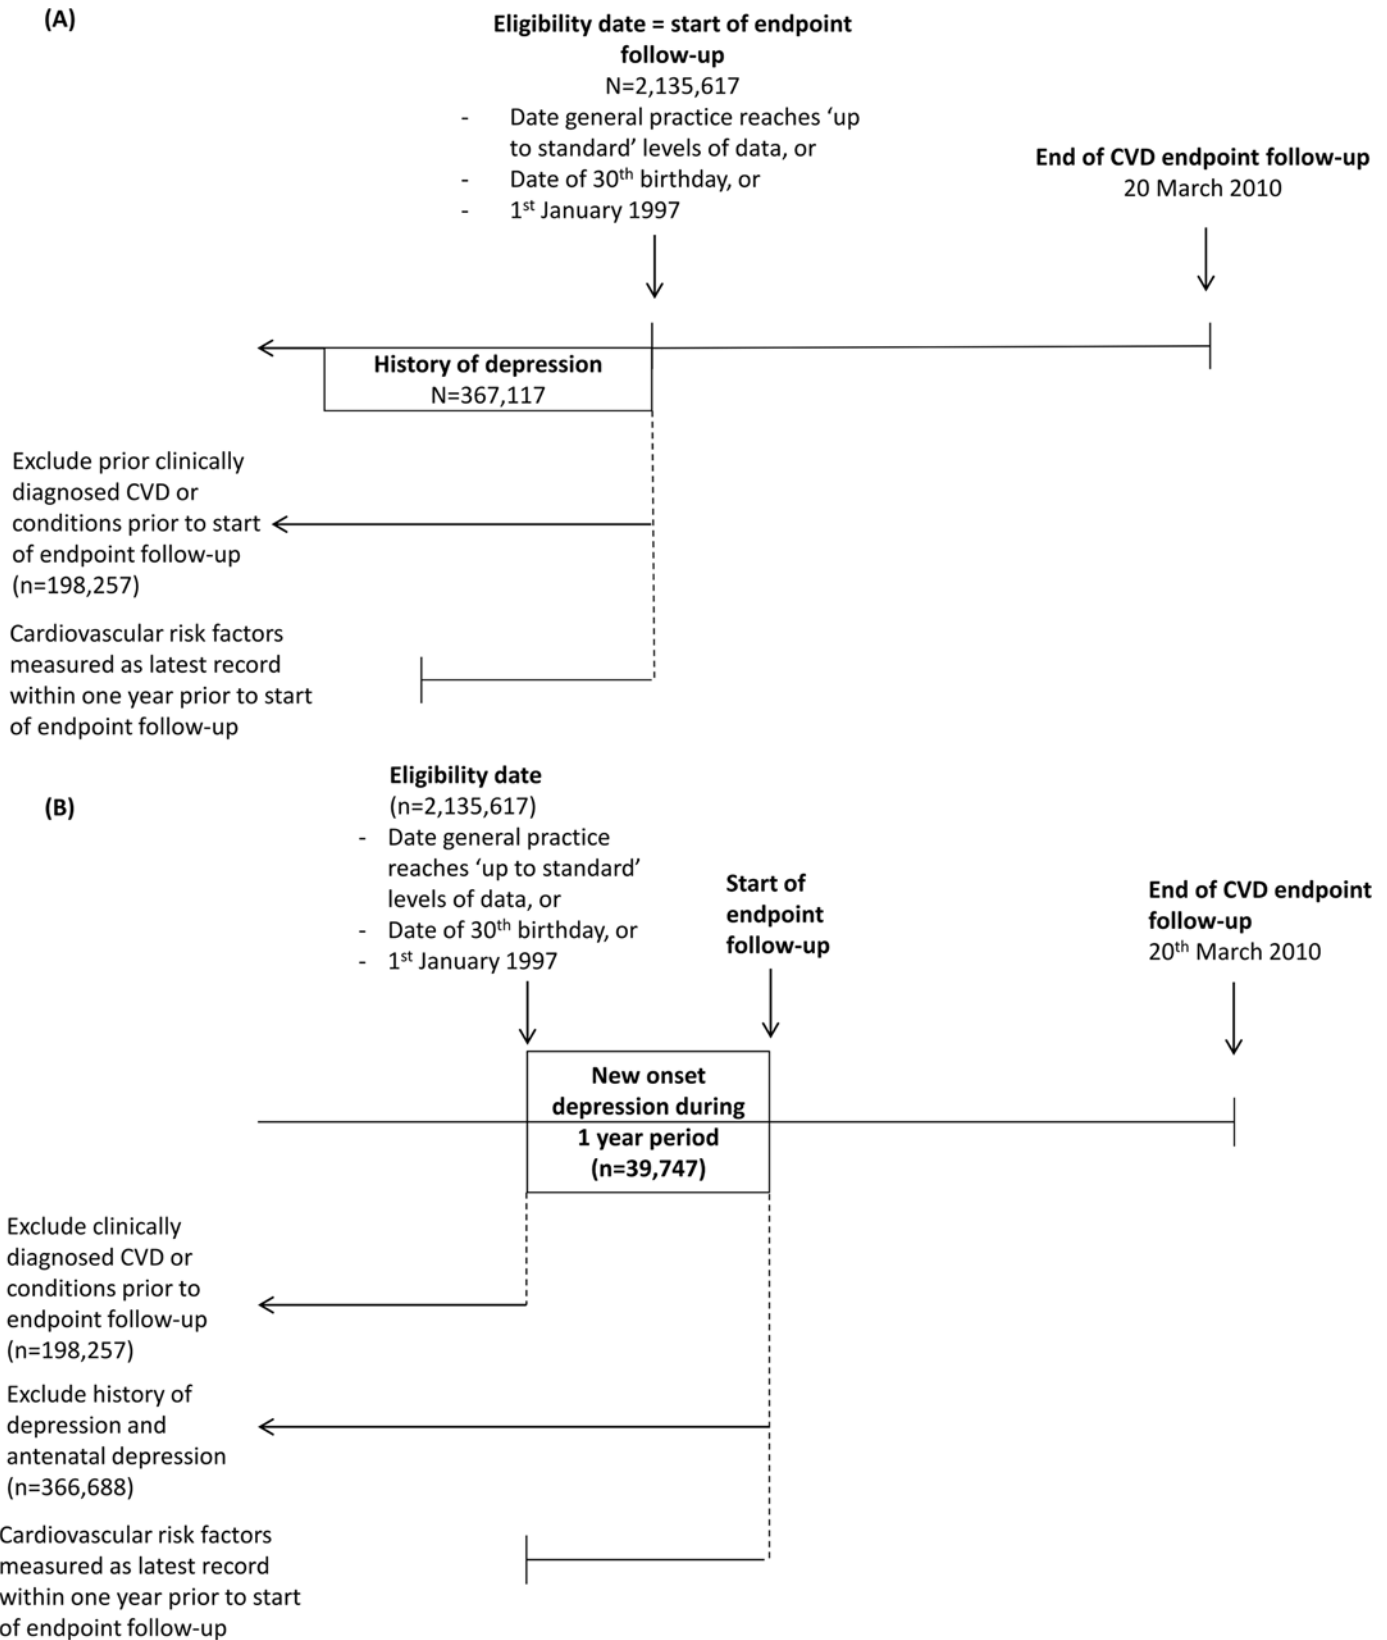 (A)
Eligibility date = start of endpoint
follow-up
N=2,135,617
- Date general practice reaches ‘up
to standard’ levels of data, or
- Date of 30th birthday, or
- 1st January 1997
End of CVD endpoint follow-up
20 March 2010
History of depression
N=367,117
Exclude prior clinically
diagnosed CVD or
conditions prior to start
of endpoint follow-up
(n=198,257)
Cardiovascular risk factors
measured as latest record
within one year prior to start
of endpoint follow-up
(B)
Eligibility date
(n=2,135,617)
- Date general practice
reaches ‘up to standard’
levels of data, or
- Date of 30th birthday, or
- 1st January 1997
Start of
endpoint
follow-up
End of CVD endpoint
follow-up
20th March 2010
New onset
depression during
1 year period
(n=39,747)
Exclude clinically
diagnosed CVD or
conditions prior to
endpoint follow-up
(n=198,257)
Exclude history of
depression and
antenatal depression
(n=366,688)
Cardiovascular risk factors
measured as latest record
within one year prior to start
of endpoint follow-up